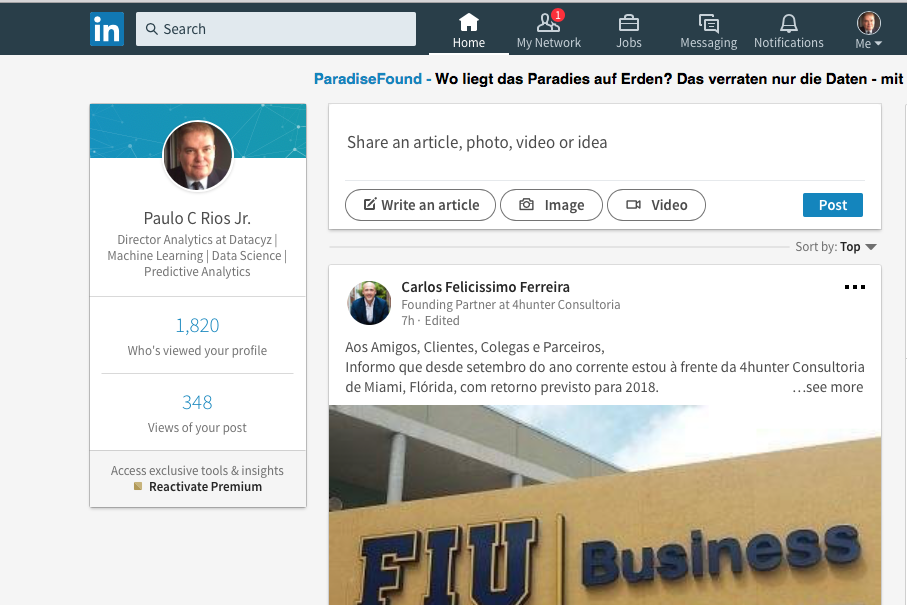 in
Search
1
Home
My Network
Jobs
Messaging
Notifications
Me
ParadiseFound - Wo liegt das Paradies auf Erden? Das verraten nur die Daten - mit
Paulo C Rios Jr.
Director Analytics at Datacyz |
Machine Learning | Data Science |
Predictive Analytics
1,820
Who's viewed your profile
348
Views of your post
Access exclusive tools & insights
Reactivate Premium
Share an article, photo, video or idea
Write an article
Image
Video
Post
Sort by: Top
Carlos Felicissimo Ferreira
Founding Partner at 4hunter Consultoria
7h · Edited
Aos Amigos, Clientes, Colegas e Parceiros,
Informo que desde setembro do ano corrente estou à frente da 4hunter Consultoria
de Miami, Flórida, com retorno previsto para 2018.
...see more
FIU
Business